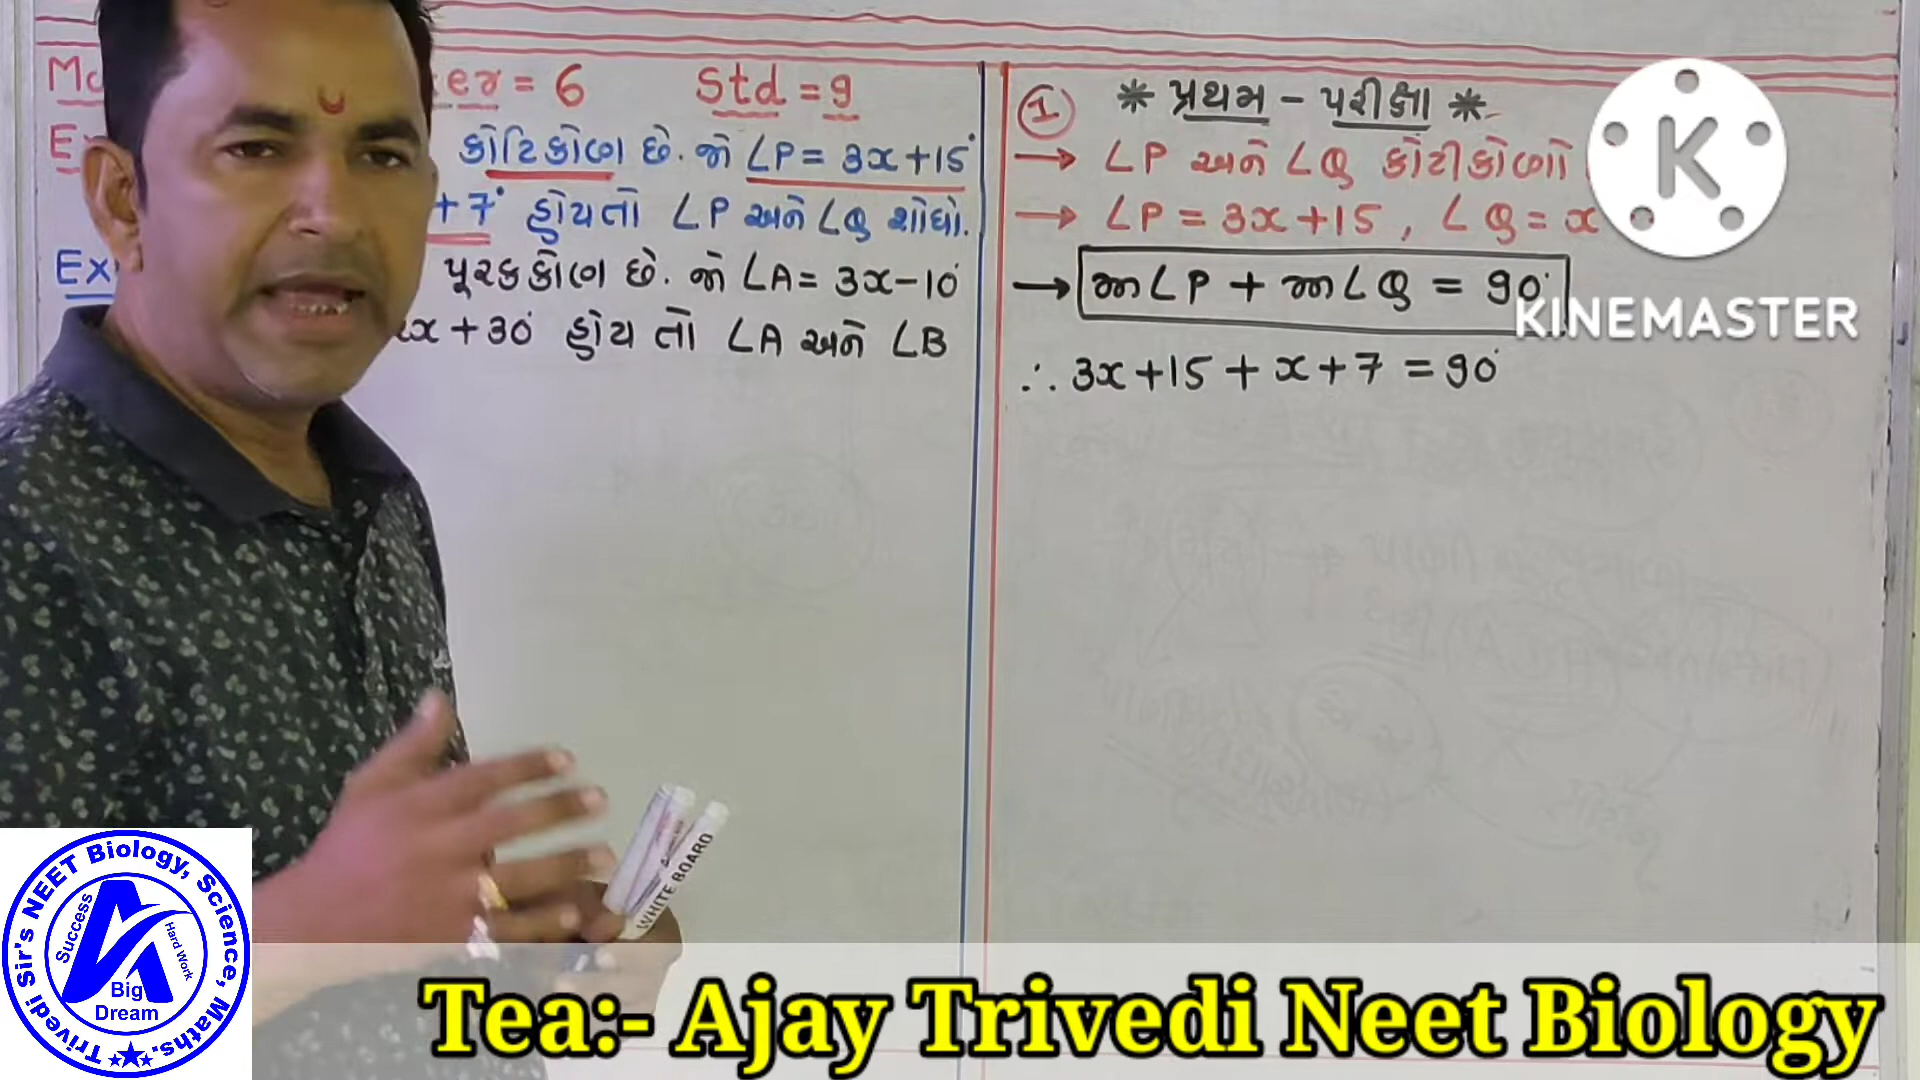 = 6 Std = 9
કોટિકોણ છે. જો ∠P = 3x+15°
+7° હોય તો ∠P અને ∠Q શોધો.
પૂરકકોણ છે. જો ∠A = 3x-10°
x + 30° હોય તો ∠A અને ∠B
① * પ્રથમ - પરીક્ષા *
→ ∠P અને ∠Q કોટીકોણો
→ ∠P = 3x+15 , ∠Q = x
→ m∠P + m∠Q = 90°
∴ 3x+15 + x+7 = 90°
K
KINEMASTER
WHITE BOARD
Trivedi Sir's NEET Biology, Science, Maths.
Success
Hard Work
Big
Dream
Tea:- Ajay Trivedi Neet Biology